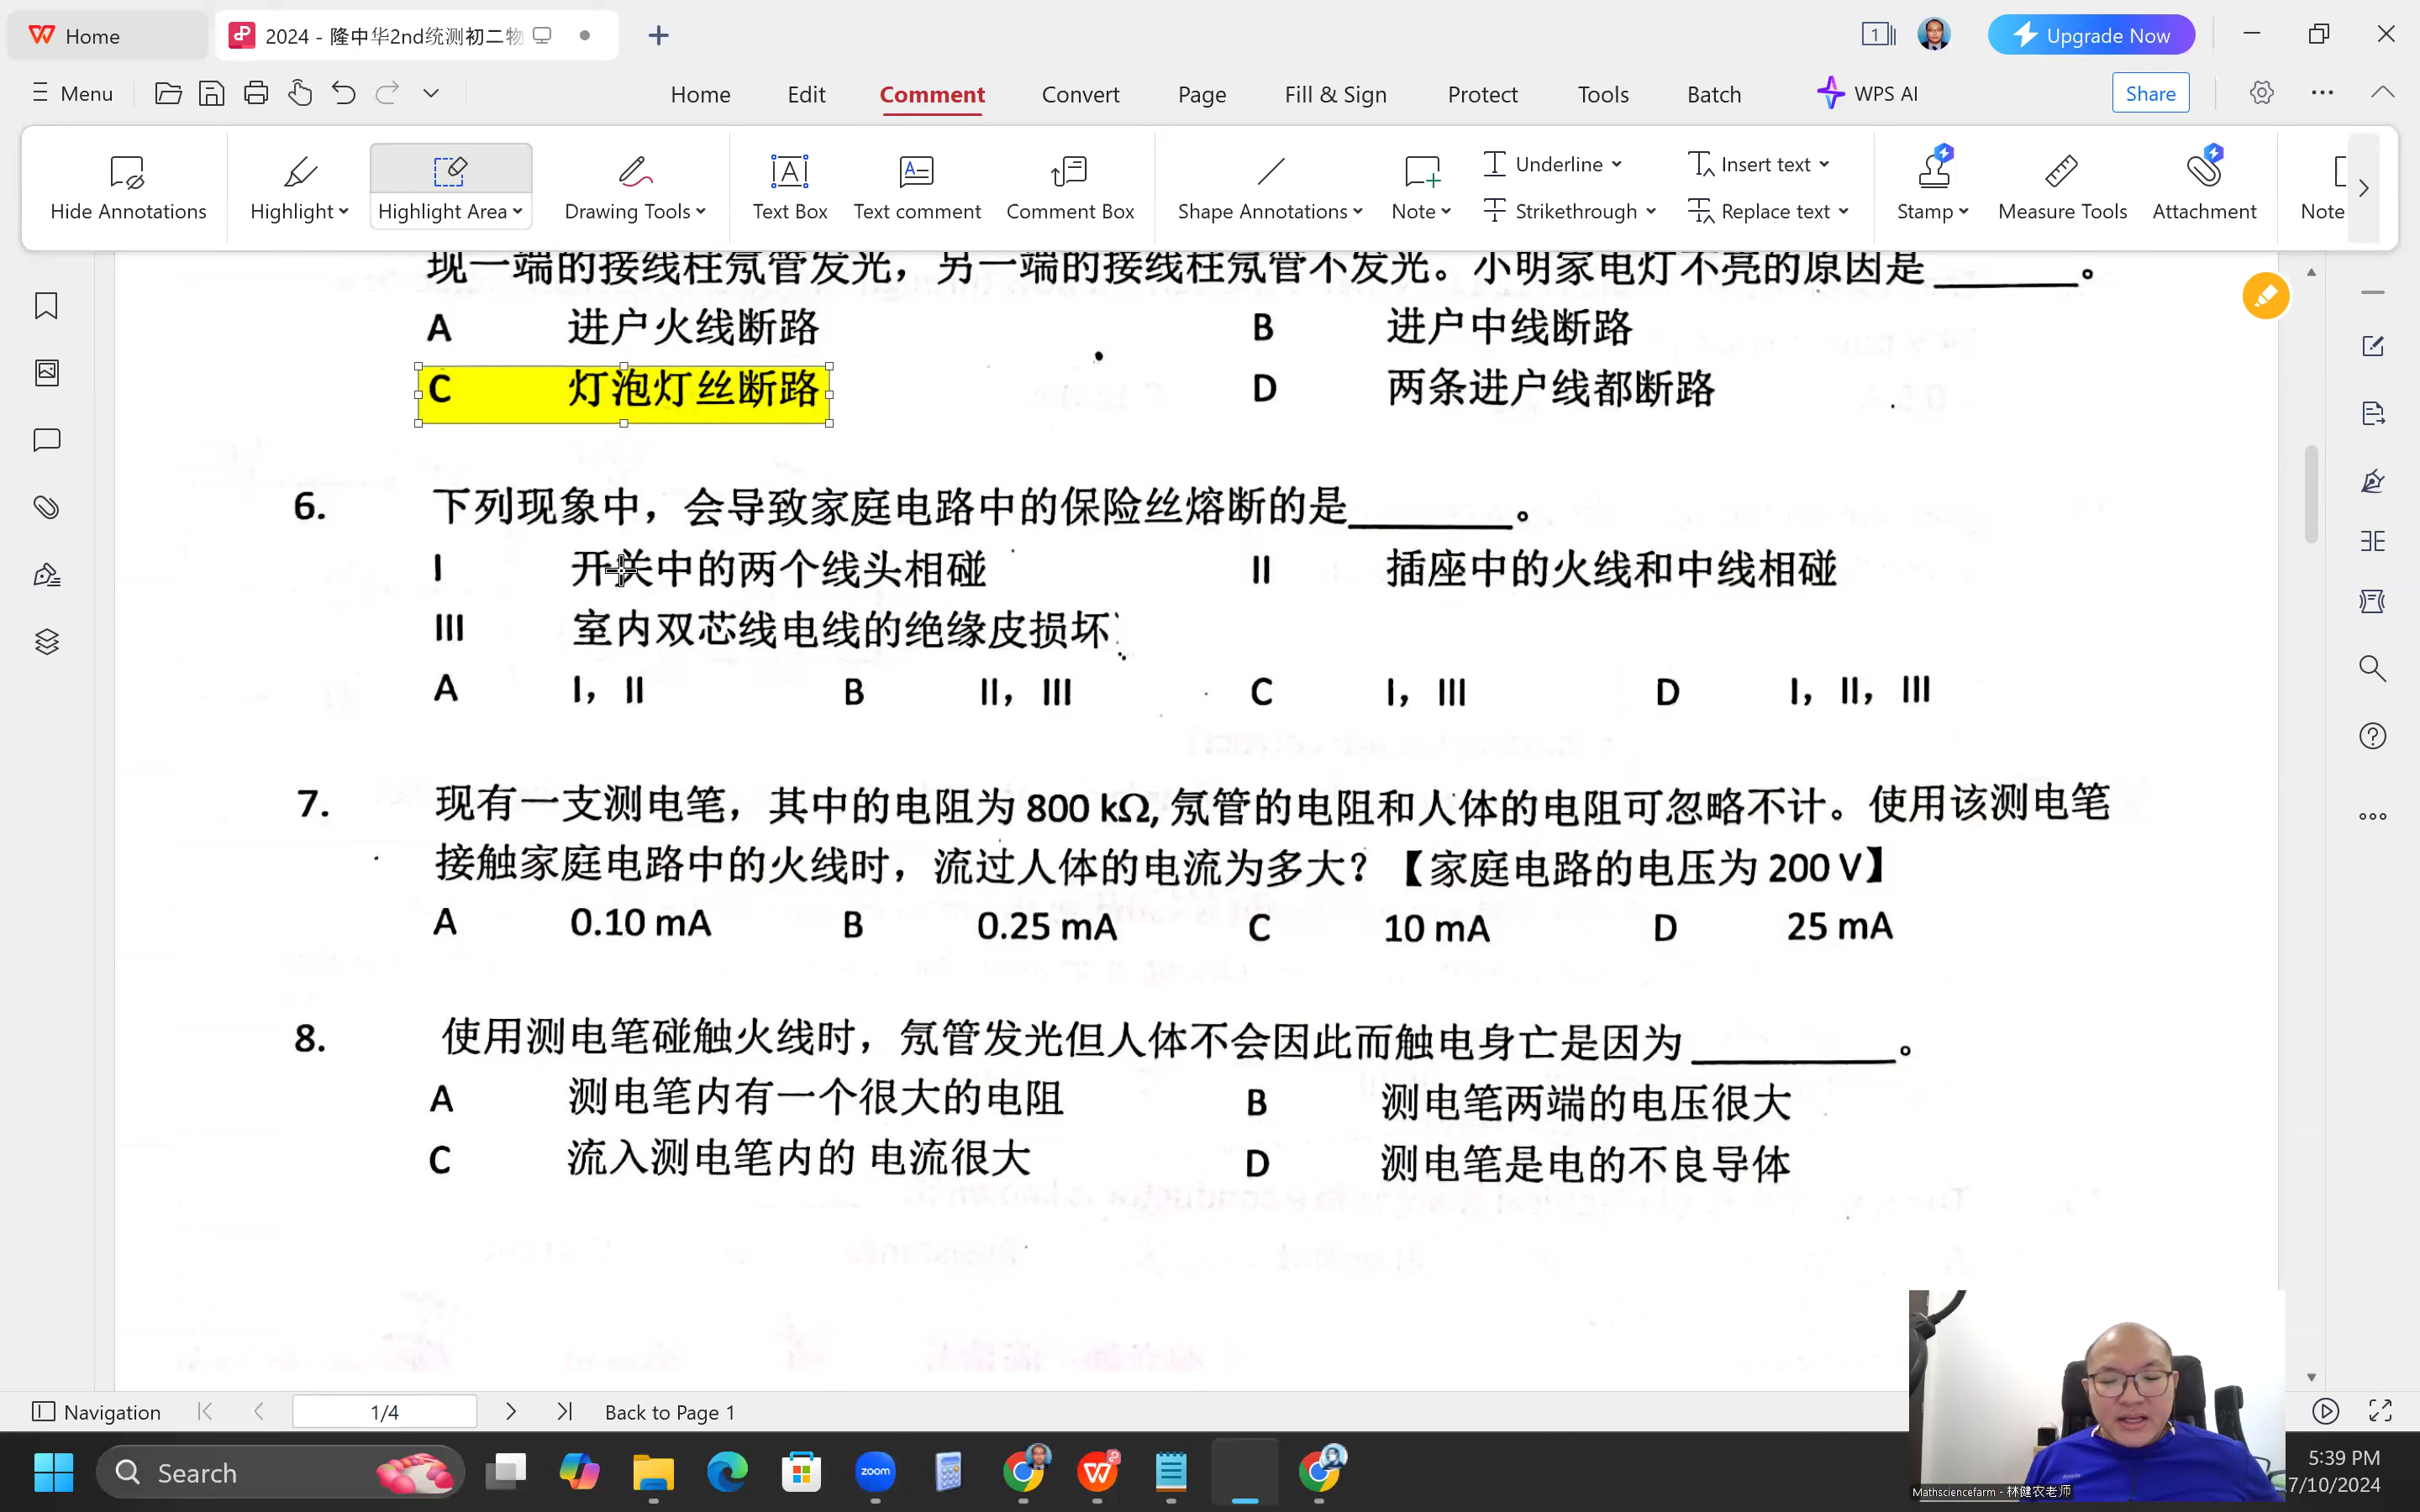 Home
2024 - 隆中华2nd统测初二物
1
Upgrade Now
Menu
Home Edit Comment Convert Page Fill & Sign Protect Tools Batch WPS AI
Share
Hide Annotations
Highlight
Highlight Area
Drawing Tools
Text Box
Text comment
Comment Box
Shape Annotations
Note
Underline
Strikethrough
Insert text
Replace text
Stamp
Measure Tools
Attachment
Note
现一端的接线柱氖管发光，另一端的接线柱氖管不发光。小明家电灯不亮的原因是______。
A 进户火线断路 B 进户中线断路
C 灯泡灯丝断路 D 两条进户线都断路
6. 下列现象中，会导致家庭电路中的保险丝熔断的是_______。
I 开关中的两个线头相碰 II 插座中的火线和中线相碰
III 室内双芯线电线的绝缘皮损坏
A I，II B II，III C I，III D I，II，III
7. 现有一支测电笔，其中的电阻为 800 kΩ, 氖管的电阻和人体的电阻可忽略不计。使用该测电笔
接触家庭电路中的火线时，流过人体的电流为多大？【家庭电路的电压为 200 V】
A 0.10 mA B 0.25 mA C 10 mA D 25 mA
8. 使用测电笔碰触火线时，氖管发光但人体不会因此而触电身亡是因为_________。
A 测电笔内有一个很大的电阻 B 测电笔两端的电压很大
C 流入测电笔内的 电流很大 D 测电笔是电的不良导体
Navigation
1/4
Back to Page 1
Mathsciencefarm - 林健农老师
Search
zoom
5:39 PM
7/10/2024